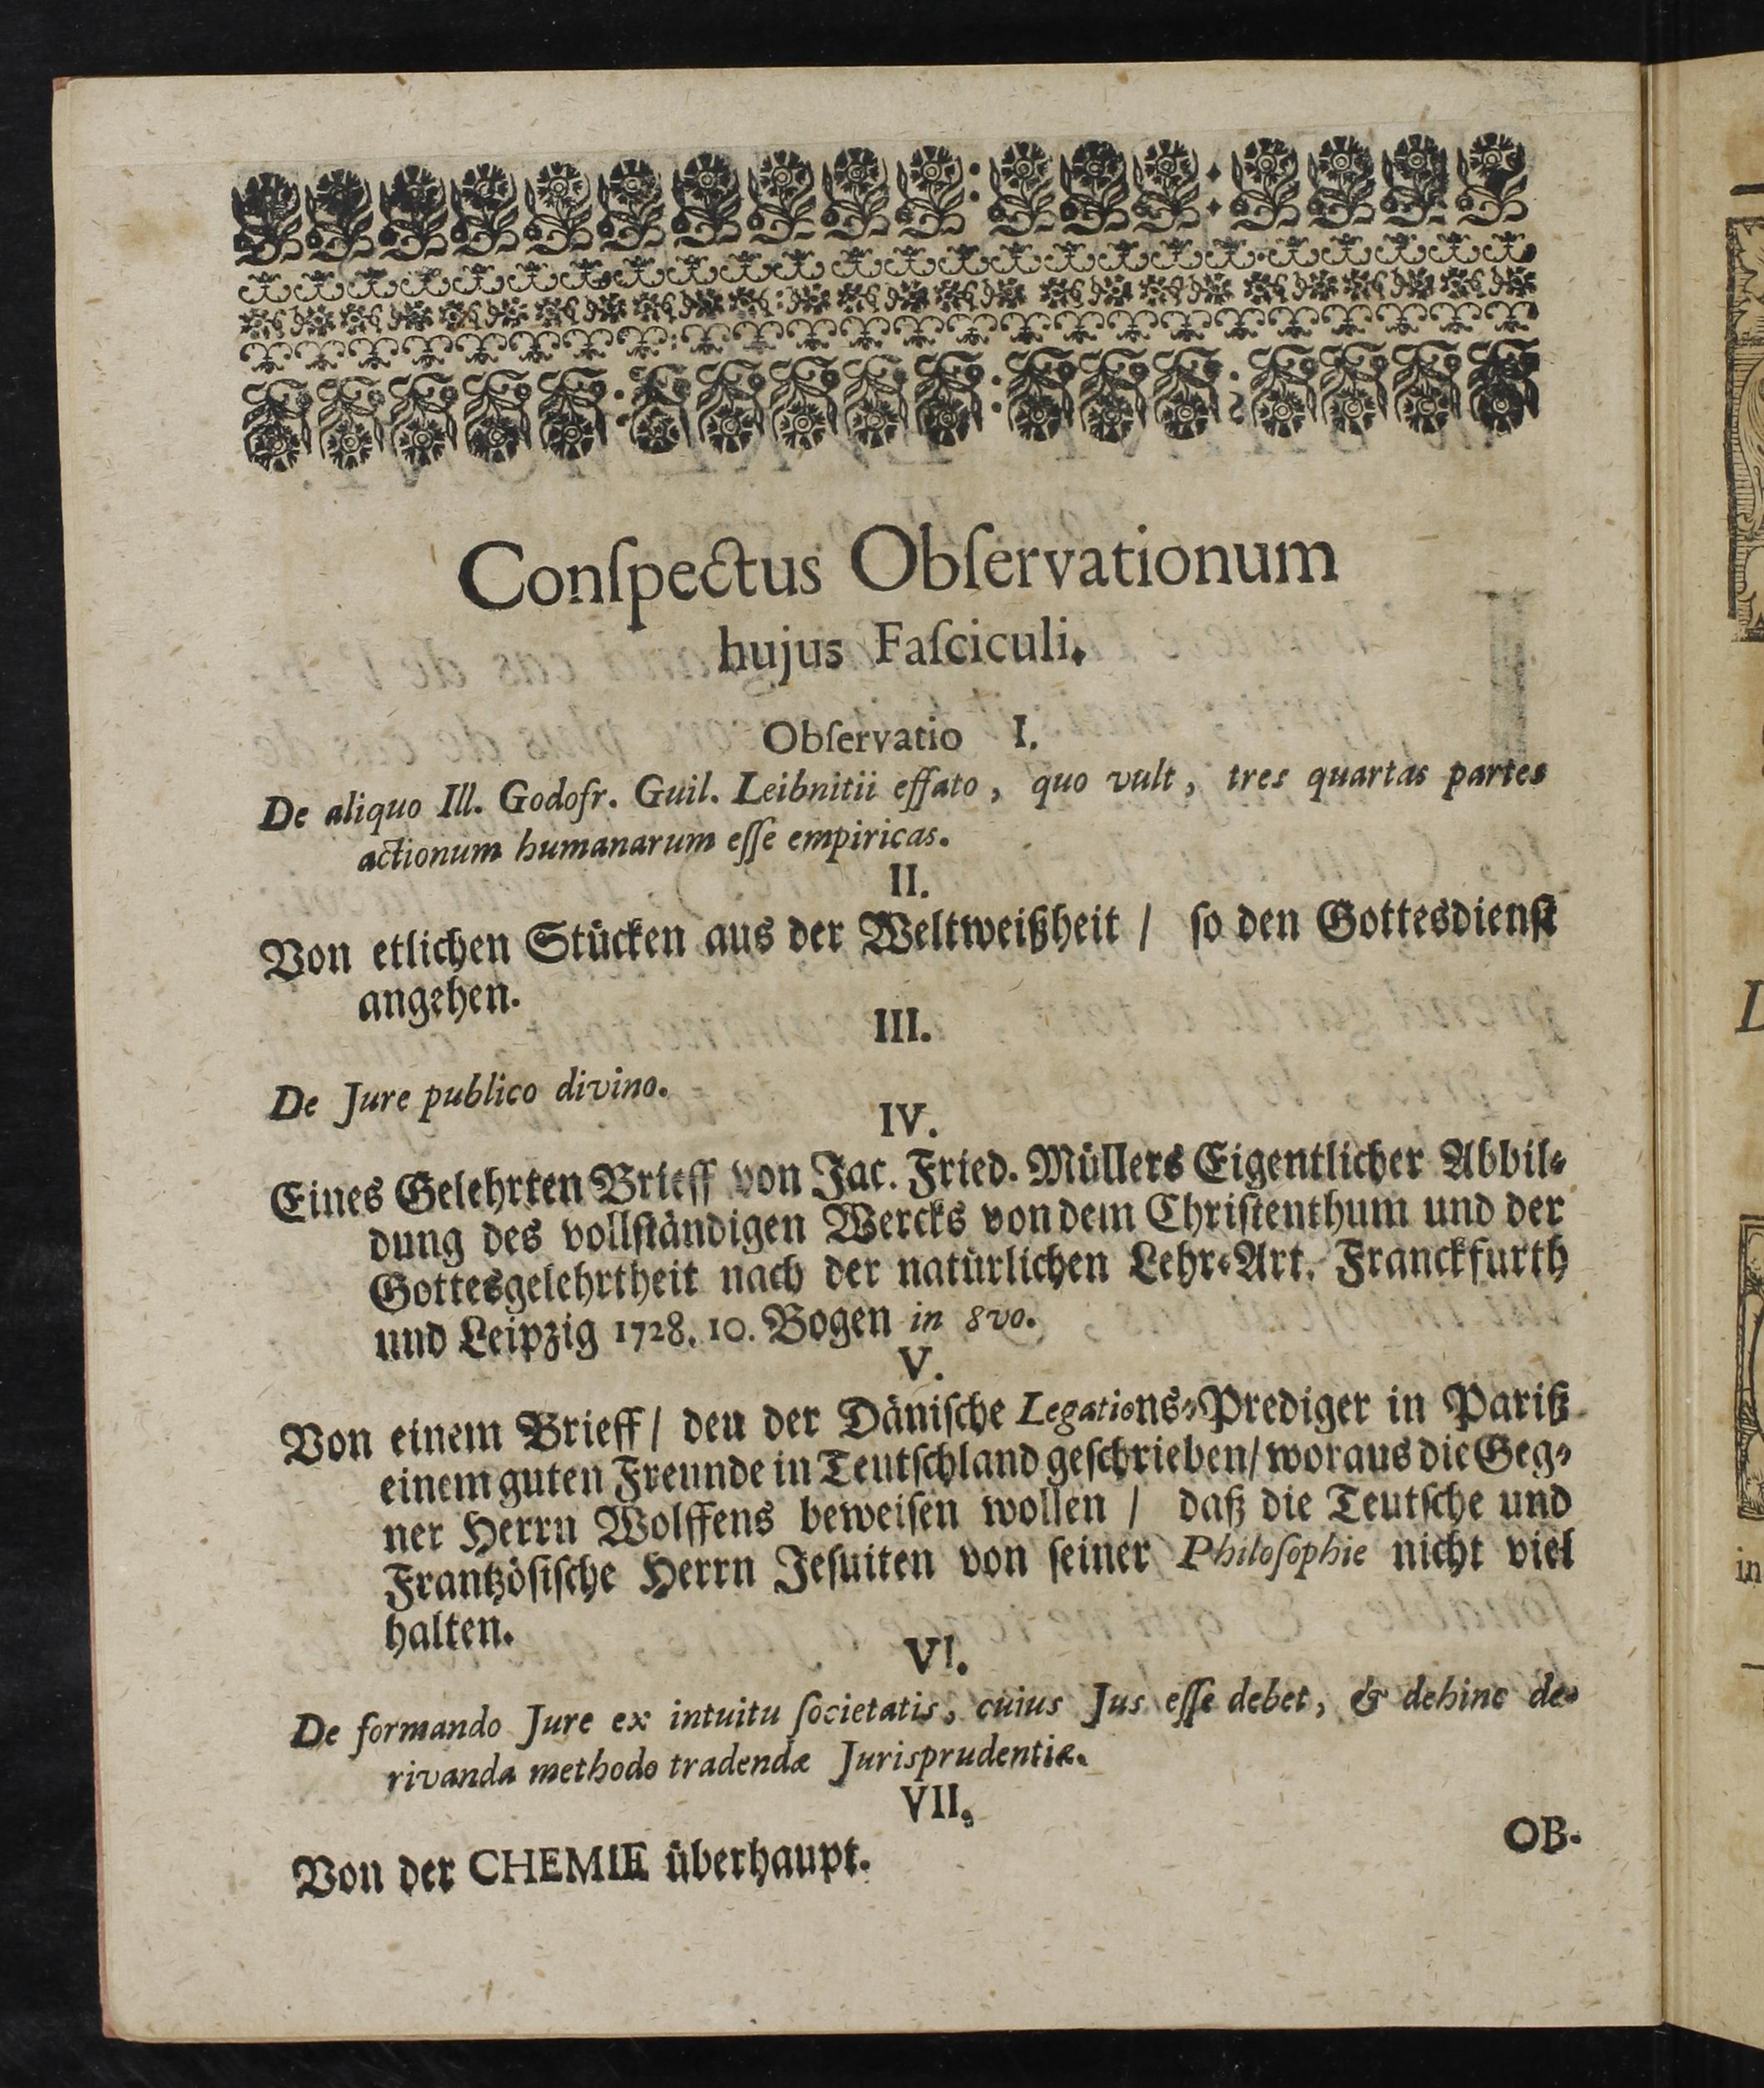 Conſpectus Obſervationum
hujus Faſciculi.
Obſervatio I.
De aliquo Ill. Godofr. Guil. Leibnitii effato, quo vult, tres quartas partes
actionum humanarum eſſe empiricas.
II.
Von etlichen Stücken aus der Weltweißheit / ſo den Gottesdienſt
angehen.
III.
De Jure publico divino.
IV.
Eines Gelehrten Brieff von Jac. Fried. Müllers Eigentlicher Abbil-
dung des vollſtändigen Wercks von dem Chriſtenthum und der
Gottesgelehrtheit nach der natürlichen Lehr-Art. Franckfurth
und Leipzig 1728. 10. Bogen in 8vo.
V.
Von einem Brieff / den der Däniſche Legations-Prediger in Pariß
einem guten Freunde in Teutſchland geſchrieben / woraus die Geg-
ner Herrn Wolffens beweiſen wollen / daß die Teutſche und
Frantzöſiſche Herrn Jeſuiten von ſeiner Philoſophie nicht viel
halten.
VI.
De formando Jure ex intuitu ſocietatis, cuius Jus eſſe debet, & dehinc de-
rivanda methodo tradendæ Jurisprudentiæ.
VII.
Von der CHEMIE überhaupt.
OB-